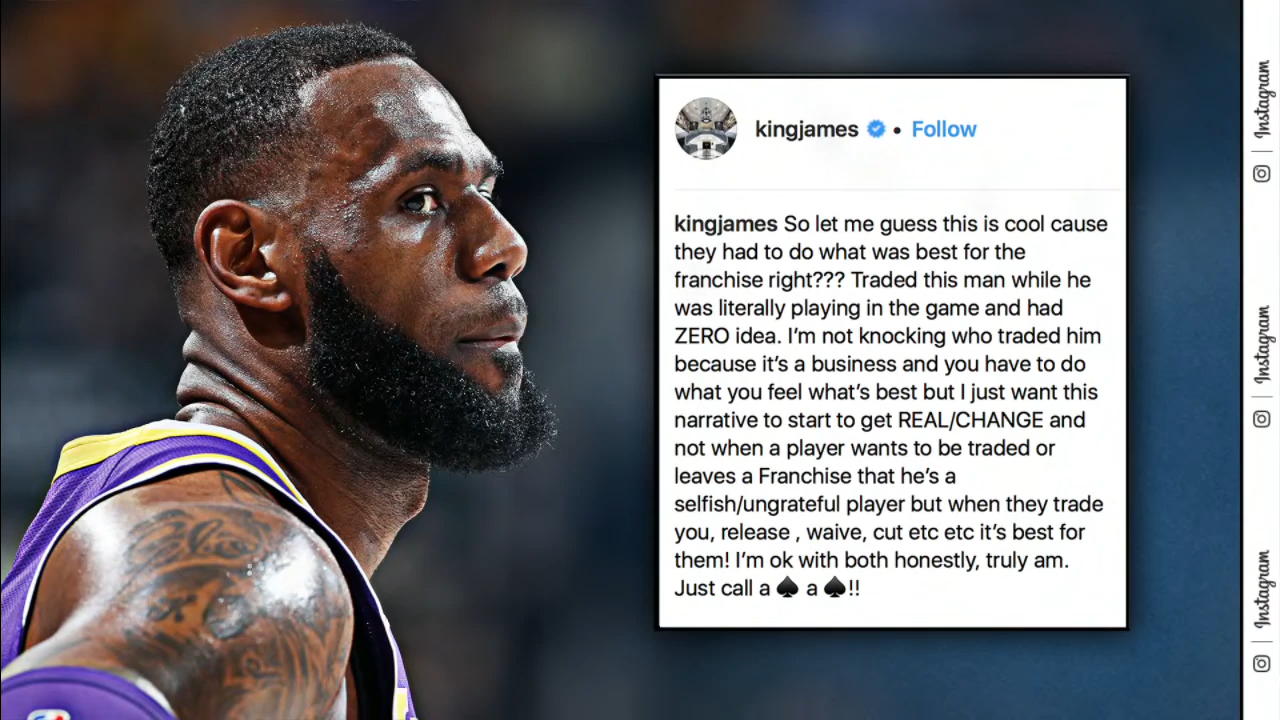 kingjames • Follow
kingjames So let me guess this is cool cause
they had to do what was best for the
franchise right??? Traded this man while he
was literally playing in the game and had
ZERO idea. I’m not knocking who traded him
because it’s a business and you have to do
what you feel what’s best but I just want this
narrative to start to get REAL/CHANGE and
not when a player wants to be traded or
leaves a Franchise that he’s a
selfish/ungrateful player but when they trade
you, release , waive, cut etc etc it’s best for
them! I’m ok with both honestly, truly am.
Just call a ♠ a ♠!!
Instagram
Instagram
Instagram